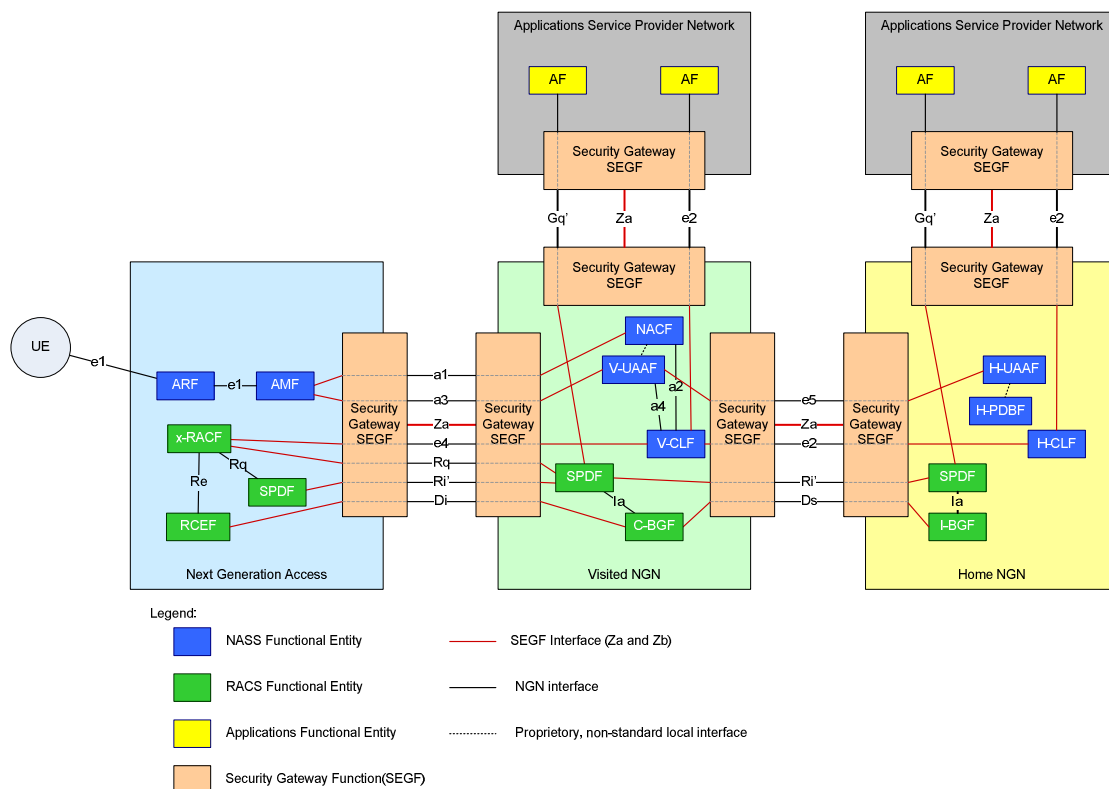 Applications Service Provider Network
Applications Service Provider Network
AF
AF
AF
AF
Security Gateway
SEGF
Security Gateway
SEGF
Gq'
Za
e2
Gq'
Za
e2
Security Gateway
SEGF
Security Gateway
SEGF
UE
e1
ARF
e1
AMF
x-RACF
Rq
Re
SPDF
RCEF
Next Generation Access
Security
Gateway
SEGF
a1
a3
Za
e4
Rq
Ri'
Di
Security
Gateway
SEGF
NACF
V-UAAF
a2
a4
V-CLF
SPDF
Ia
C-BGF
Visited NGN
Security
Gateway
SEGF
e5
Za
e2
Ri'
Ds
Security
Gateway
SEGF
H-UAAF
H-PDBF
H-CLF
SPDF
Ia
I-BGF
Home NGN
Legend:
NASS Functional Entity
SEGF Interface (Za and Zb)
RACS Functional Entity
NGN interface
Applications Functional Entity
Proprietory, non-standard local interface
Security Gateway Function(SEGF)